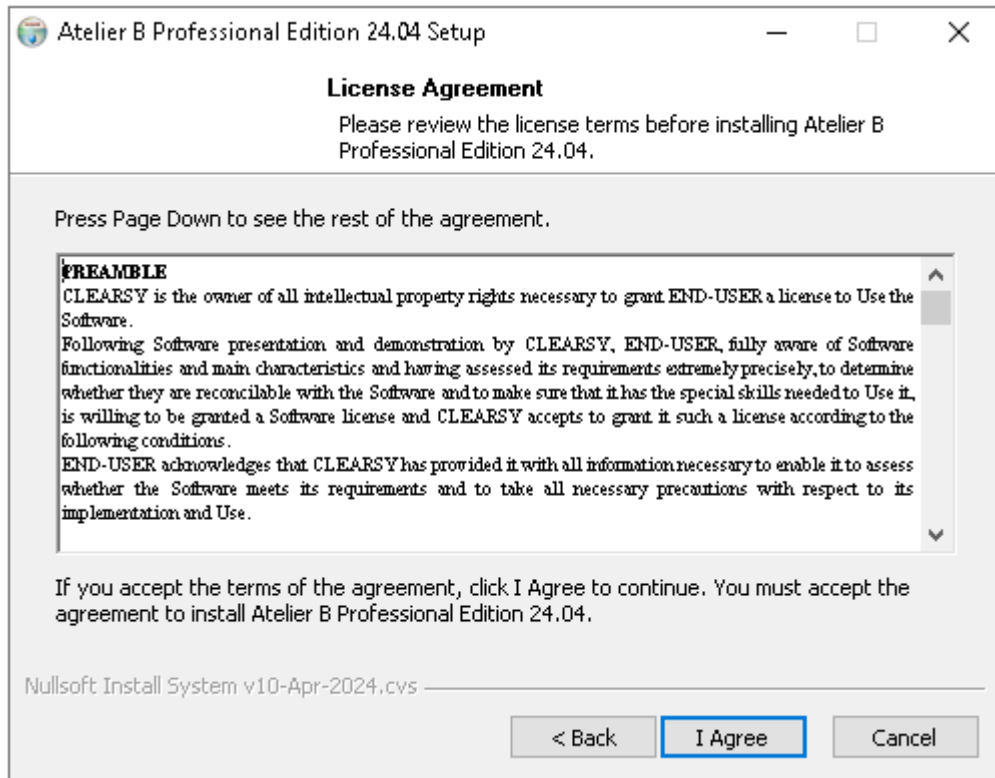 Atelier B Professional Edition 24.04 Setup
License Agreement
Please review the license terms before installing Atelier B
Professional Edition 24.04.
Press Page Down to see the rest of the agreement.
PREAMBLE
CLEARSY is the owner of all intellectual property rights necessary to grant END-USER a license to Use the
Software.
Following Software presentation and demonstration by CLEARSY, END-USER, fully aware of Software
functionalities and main characteristics and having assessed its requirements extremely precisely, to determine
whether they are reconcilable with the Software and to make sure that it has the special skills needed to Use it,
is willing to be granted a Software license and CLEARSY accepts to grant it such a license according to the
following conditions.
END-USER acknowledges that CLEARSY has provided it with all information necessary to enable it to assess
whether the Software meets its requirements and to take all necessary precautions with respect to its
implementation and Use.
If you accept the terms of the agreement, click I Agree to continue. You must accept the
agreement to install Atelier B Professional Edition 24.04.
Nullsoft Install System v10-Apr-2024.cvs
< Back
I Agree
Cancel